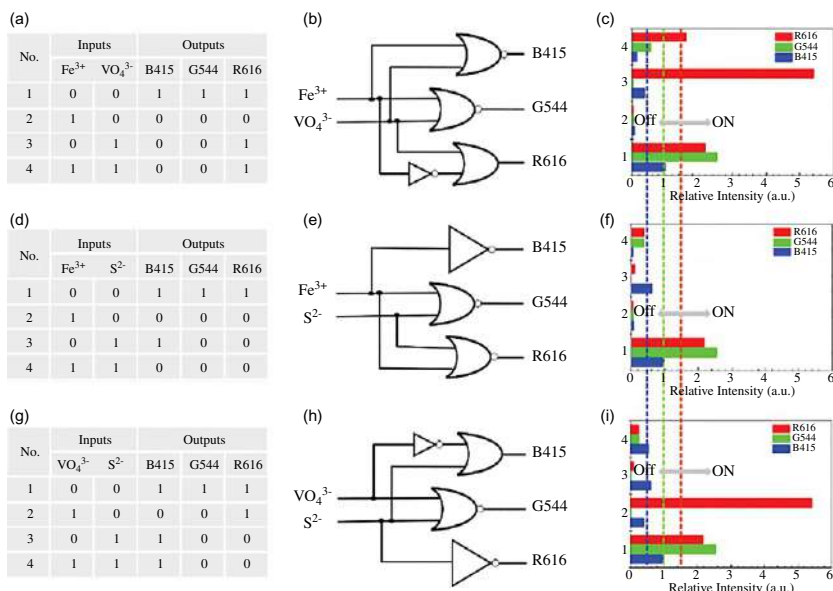 (a)
No. Inputs Outputs
Fe³⁺ VO₄³⁻ B415 G544 R616
1 0 0 1 1 1
2 1 0 0 0 0
3 0 1 0 0 1
4 1 1 0 0 1
(b)
Fe³⁺
VO₄³⁻
B415
G544
R616
(c)
R616
G544
B415
4
3
2
1
Off ON
0 1 2 3 4 5 6
Relative Intensity (a.u.)
(d)
No. Inputs Outputs
Fe³⁺ S²⁻ B415 G544 R616
1 0 0 1 1 1
2 1 0 0 0 0
3 0 1 1 0 0
4 1 1 0 0 0
(e)
Fe³⁺
S²⁻
B415
G544
R616
(f)
R616
G544
B415
4
3
2
1
Off ON
0 1 2 3 4 5 6
Relative Intensity (a.u.)
(g)
No. Inputs Outputs
VO₄³⁻ S²⁻ B415 G544 R616
1 0 0 1 1 1
2 1 0 0 0 1
3 0 1 1 0 0
4 1 1 1 0 0
(h)
VO₄³⁻
S²⁻
B415
G544
R616
(i)
R616
G544
B415
4
3
2
1
Off ON
0 1 2 3 4 5 6
Relative Intensity (a.u.)